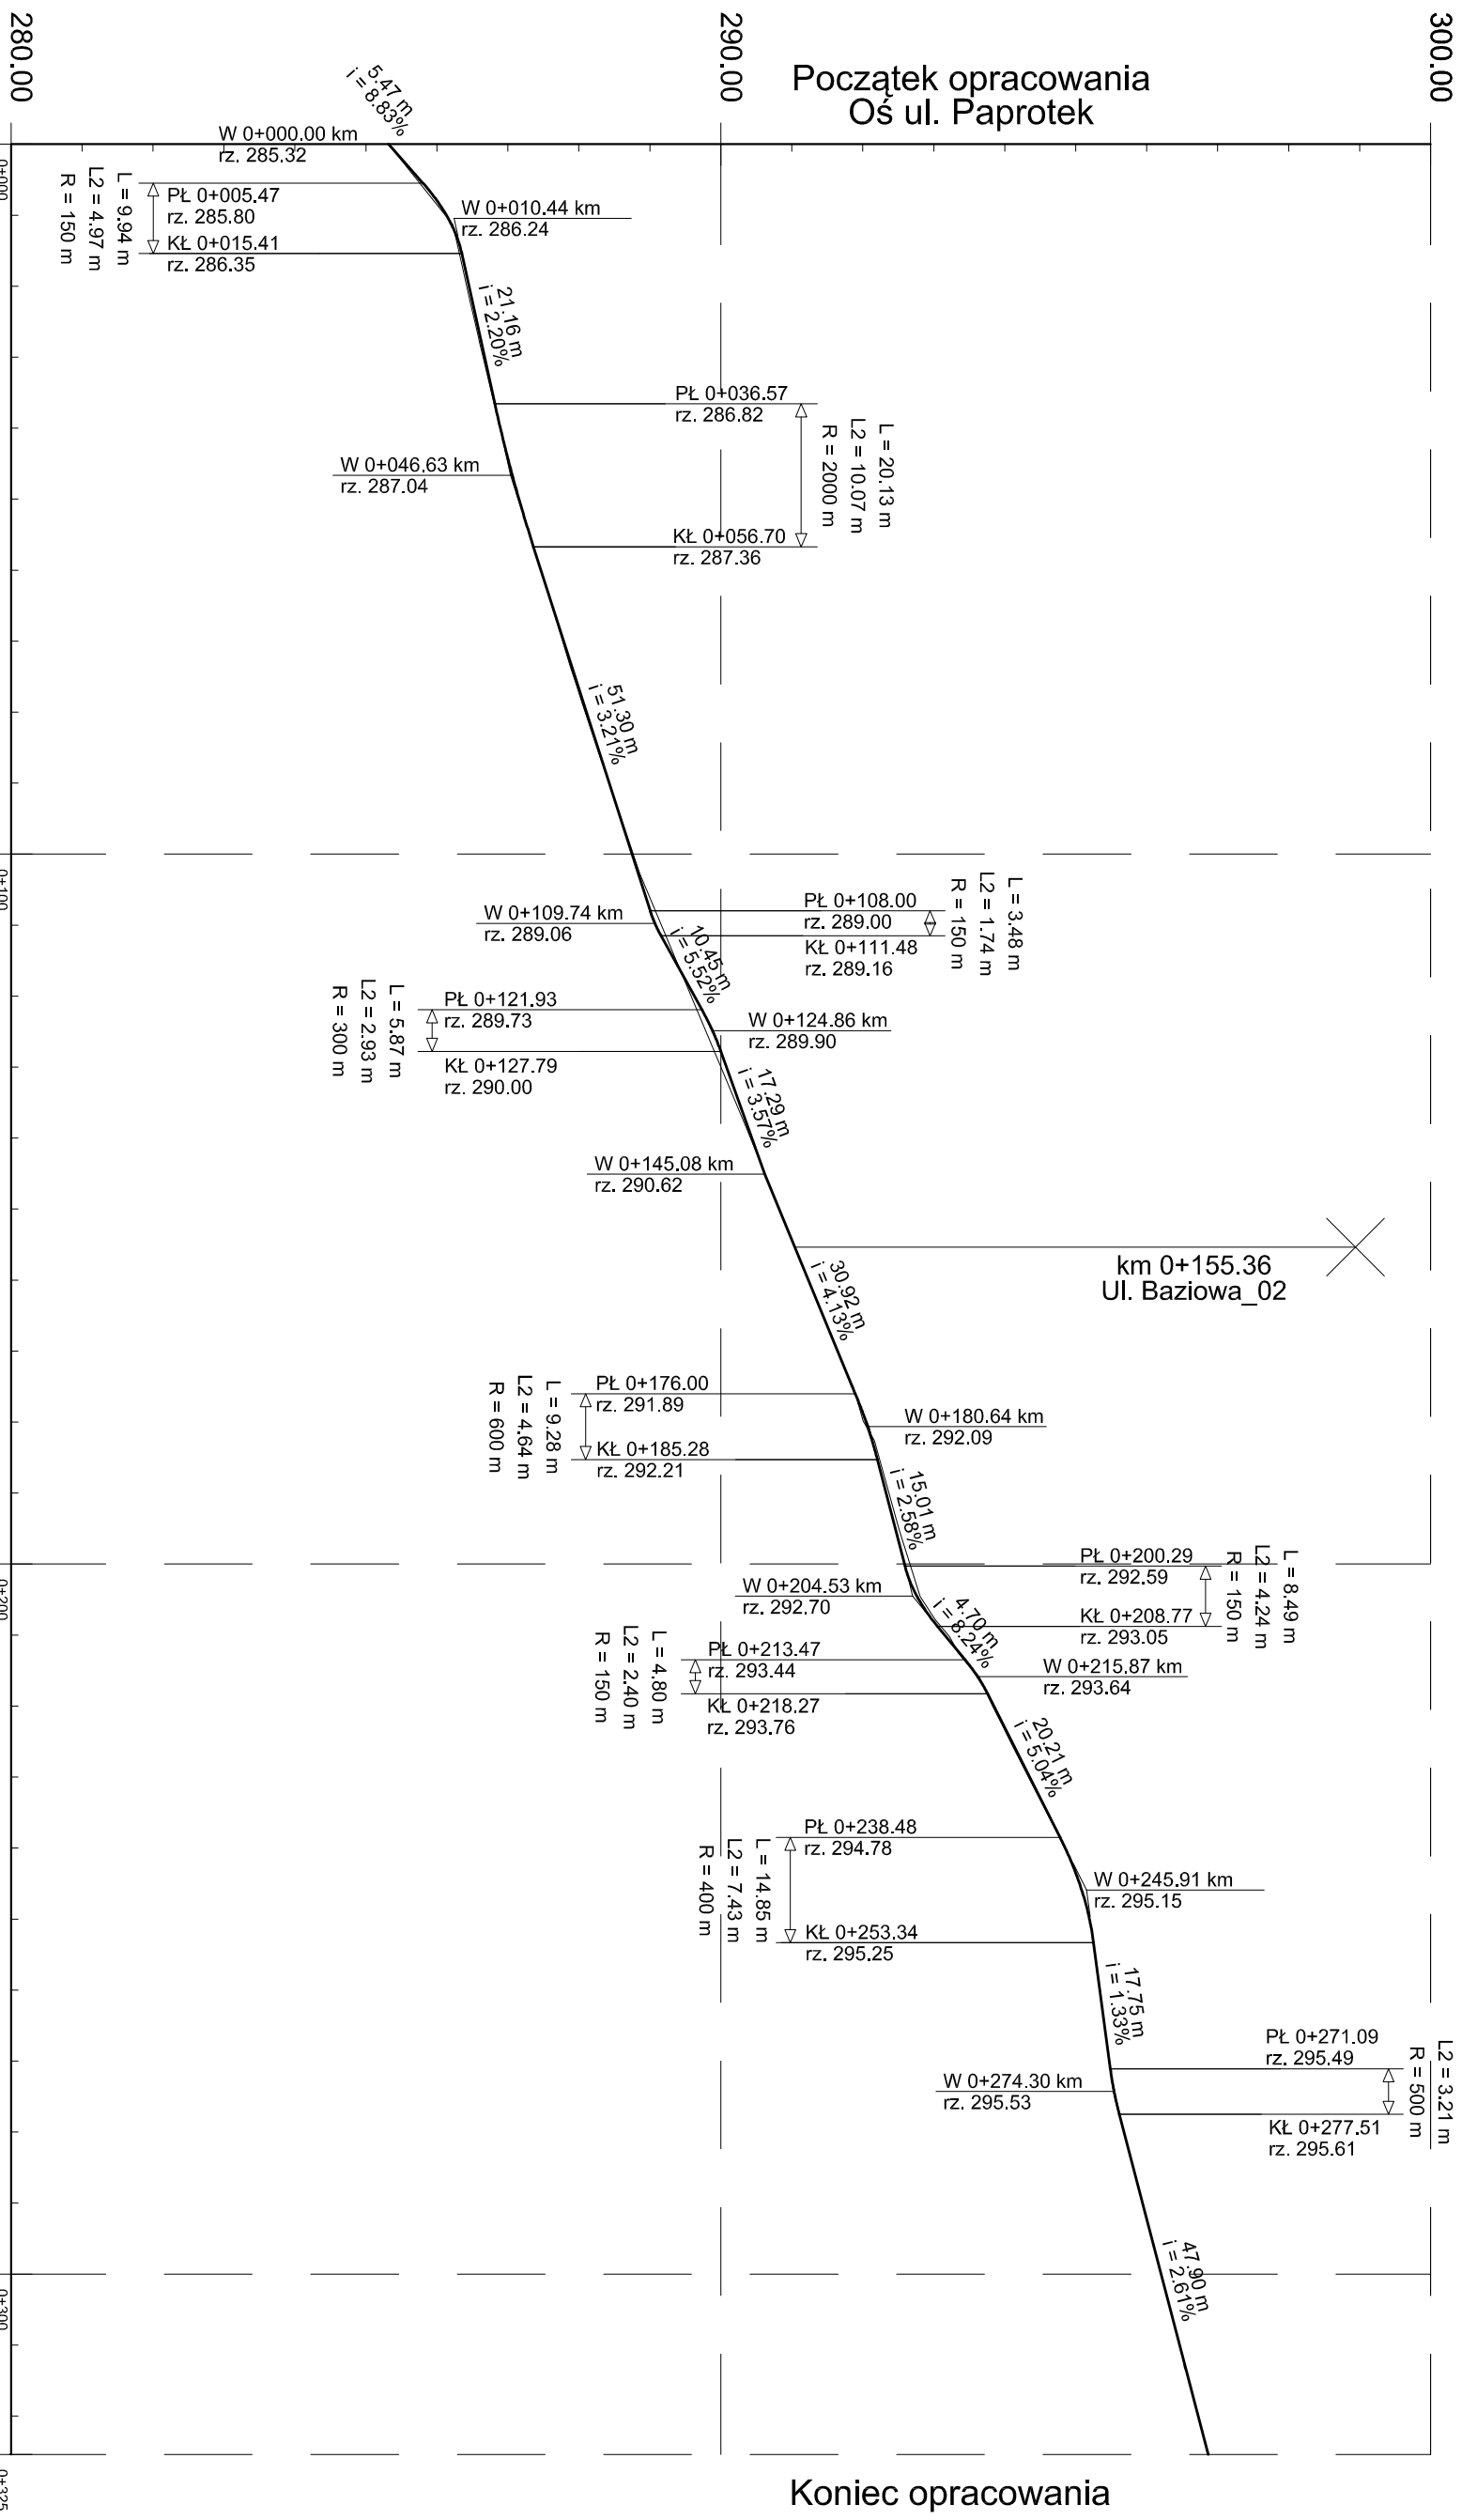 280.00
290.00
300.00
Początek opracowania
Oś ul. Paprotek
5.47 m
i = 8.83%
W 0+000.00 km
rz. 285.32
0+000
PŁ 0+005.47
rz. 285.80
KŁ 0+015.41
rz. 286.35
L = 9.94 m
L2 = 4.97 m
R = 150 m
W 0+010.44 km
rz. 286.24
21.16 m
i = 2.20%
PŁ 0+036.57
rz. 286.82
KŁ 0+056.70
rz. 287.36
L = 20.13 m
L2 = 10.07 m
R = 2000 m
W 0+046.63 km
rz. 287.04
51.30 m
i = 3.21%
0+100
PŁ 0+108.00
rz. 289.00
KŁ 0+111.48
rz. 289.16
L = 3.48 m
L2 = 1.74 m
R = 150 m
W 0+109.74 km
rz. 289.06
10.45 m
i = 5.52%
PŁ 0+121.93
rz. 289.73
KŁ 0+127.79
rz. 290.00
L = 5.87 m
L2 = 2.93 m
R = 300 m
W 0+124.86 km
rz. 289.90
17.29 m
i = 3.57%
W 0+145.08 km
rz. 290.62
km 0+155.36
Ul. Baziowa_02
30.92 m
i = 4.13%
PŁ 0+176.00
rz. 291.89
KŁ 0+185.28
rz. 292.21
L = 9.28 m
L2 = 4.64 m
R = 600 m
W 0+180.64 km
rz. 292.09
15.01 m
i = 2.58%
0+200
PŁ 0+200.29
rz. 292.59
KŁ 0+208.77
rz. 293.05
L = 8.49 m
L2 = 4.24 m
R = 150 m
W 0+204.53 km
rz. 292.70
4.70 m
i = 8.24%
PŁ 0+213.47
rz. 293.44
KŁ 0+218.27
rz. 293.76
L = 4.80 m
L2 = 2.40 m
R = 150 m
W 0+215.87 km
rz. 293.64
20.21 m
i = 5.04%
PŁ 0+238.48
rz. 294.78
KŁ 0+253.34
rz. 295.25
L = 14.85 m
L2 = 7.43 m
R = 400 m
W 0+245.91 km
rz. 295.15
17.75 m
i = 1.33%
PŁ 0+271.09
rz. 295.49
KŁ 0+277.51
rz. 295.61
L2 = 3.21 m
R = 500 m
W 0+274.30 km
rz. 295.53
47.90 m
i = 2.61%
0+300
0+325
Koniec opracowania